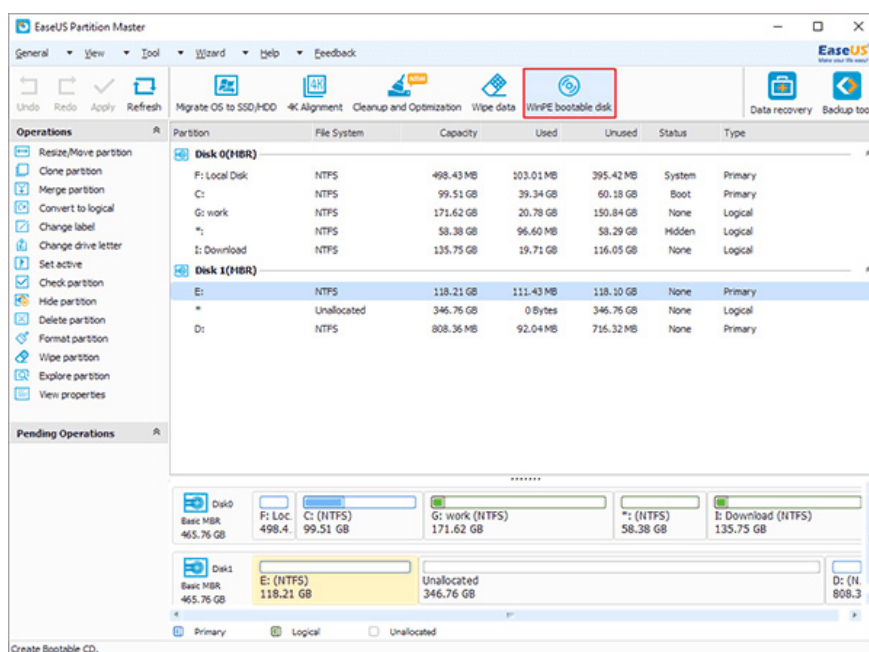 EaseUS Partition Master
General View Tool Wizard Help Feedback
EaseUS
Make your life easy!
Undo Redo Apply Refresh Migrate OS to SSD/HDD 4K Alignment Cleanup and Optimization Wipe data WinPE bootable disk Data recovery Backup too
Operations
Resize/Move partition
Clone partition
Merge partition
Convert to logical
Change label
Change drive letter
Set active
Check partition
Hide partition
Delete partition
Format partition
Wipe partition
Explore partition
View properties
Pending Operations
Partition File System Capacity Used Unused Status Type
Disk 0(MBR)
F: Local Disk NTFS 498.43 MB 103.01 MB 395.42 MB System Primary
C: NTFS 99.51 GB 39.34 GB 60.18 GB Boot Primary
G: work NTFS 171.62 GB 20.78 GB 150.84 GB None Logical
*: NTFS 58.38 GB 96.60 MB 58.29 GB Hidden Logical
I: Download NTFS 135.75 GB 19.71 GB 116.05 GB None Logical
Disk 1(MBR)
E: NTFS 118.21 GB 111.43 MB 118.10 GB None Primary
* Unallocated 346.76 GB 0 Bytes 346.76 GB None Logical
D: NTFS 808.36 MB 92.04 MB 716.32 MB None Primary
Disk0
Basic MBR
465.76 GB
F: Loc.
498.4.
C: (NTFS)
99.51 GB
G: work (NTFS)
171.62 GB
*: (NTFS)
58.38 GB
I: Download (NTFS)
135.75 GB
Disk1
Basic MBR
465.76 GB
E: (NTFS)
118.21 GB
Unallocated
346.76 GB
D: (N.
808.3
Primary Logical Unallocated
Create Bootable CD.